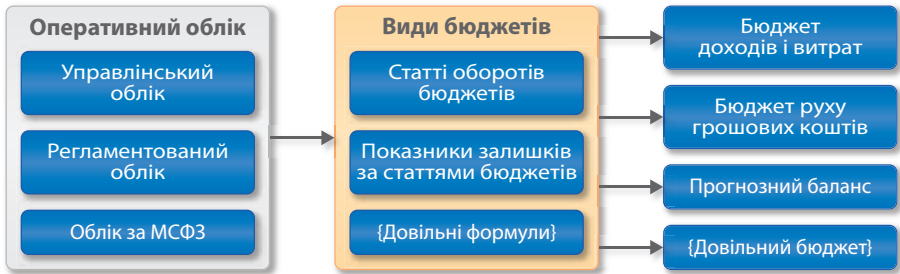 Оперативний облік
Управлінський
облік
Регламентований
облік
Облік за МСФЗ
Види бюджетів
Статті оборотів
бюджетів
Показники залишків
за статтями бюджетів
{Довільні формули}
Бюджет
доходів і витрат
Бюджет руху
грошових коштів
Прогнозний баланс
{Довільний бюджет}